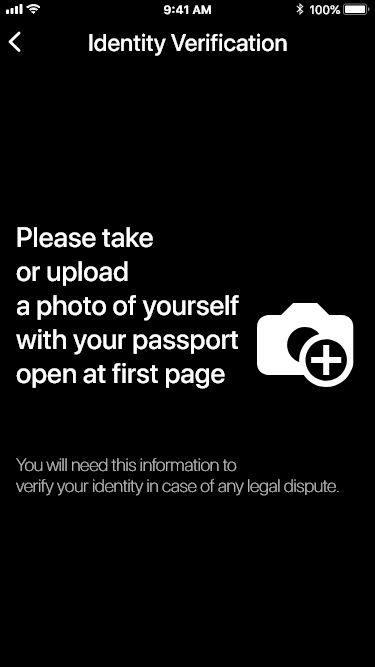 9:41 AM 100%
Identity Verification
Please take
or upload
a photo of yourself
with your passport
open at first page
You will need this information to
verify your identity in case of any legal dispute.